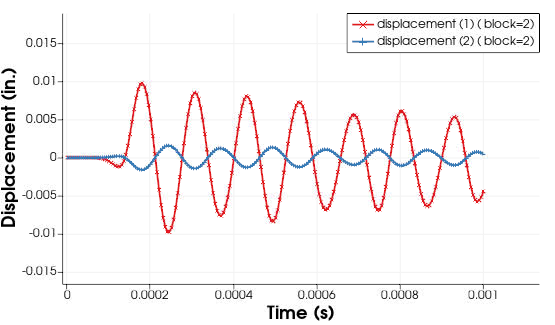 displacement (1) ( block=2)
displacement (2) ( block=2)
0.015
0.01
0.005
0
-0.005
-0.01
-0.015
Displacement (in.)
0 0.0002 0.0004 0.0006 0.0008 0.001
Time (s)